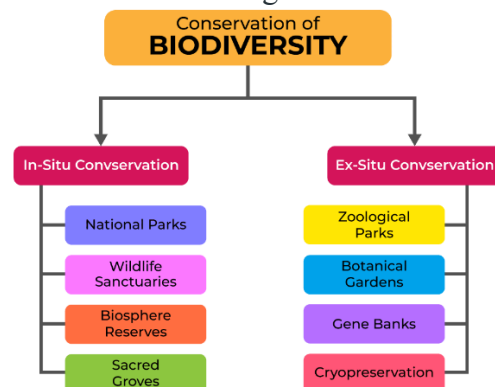 Conservation of
BIODIVERSITY
In-Situ Convservation
Ex-Situ Convservation
National Parks
Wildlife
Sanctuaries
Biosphere
Reserves
Sacred
Groves
Zoological
Parks
Botanical
Gardens
Gene Banks
Cryopreservation